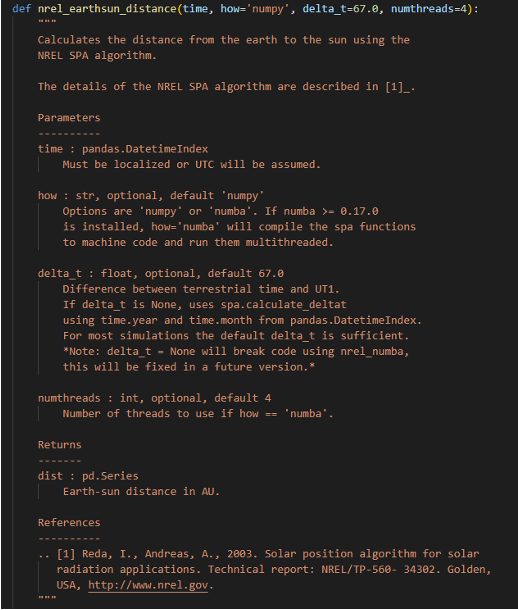 def nrel_earthsun_distance(time, how='numpy', delta_t=67.0, numthreads=4):
"""
Calculates the distance from the earth to the sun using the
NREL SPA algorithm.
The details of the NREL SPA algorithm are described in [1]_.
Parameters
----------
time : pandas.DatetimeIndex
Must be localized or UTC will be assumed.
how : str, optional, default 'numpy'
Options are 'numpy' or 'numba'. If numba >= 0.17.0
is installed, how='numba' will compile the spa functions
to machine code and run them multithreaded.
delta_t : float, optional, default 67.0
Difference between terrestrial time and UT1.
If delta_t is None, uses spa.calculate_deltat
using time.year and time.month from pandas.DatetimeIndex.
For most simulations the default delta_t is sufficient.
*Note: delta_t = None will break code using nrel_numba,
this will be fixed in a future version.*
numthreads : int, optional, default 4
Number of threads to use if how == 'numba'.
Returns
-------
dist : pd.Series
Earth-sun distance in AU.
References
----------
.. [1] Reda, I., Andreas, A., 2003. Solar position algorithm for solar
radiation applications. Technical report: NREL/TP-560- 34302. Golden,
USA, http://www.nrel.gov.
"""